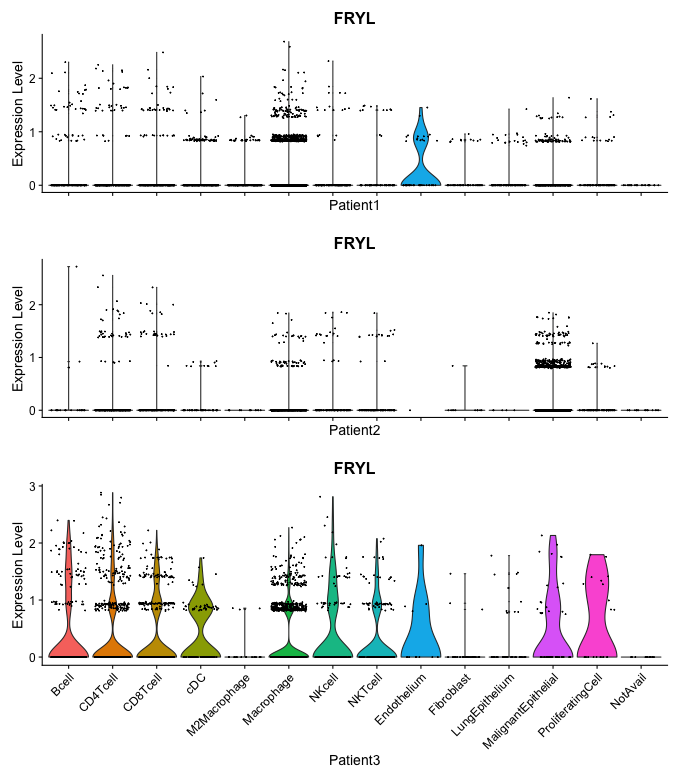 FRYL
Expression Level
2
1
0
Patient1
FRYL
Expression Level
2
1
0
Patient2
FRYL
Expression Level
3
2
1
0
Bcell
CD4Tcell
CD8Tcell
cDC
M2Macrophage
Macrophage
NKcell
NKTcell
Endothelium
Fibroblast
LungEpithelium
MalignantEpithelial
ProliferatingCell
NotAvail
Patient3